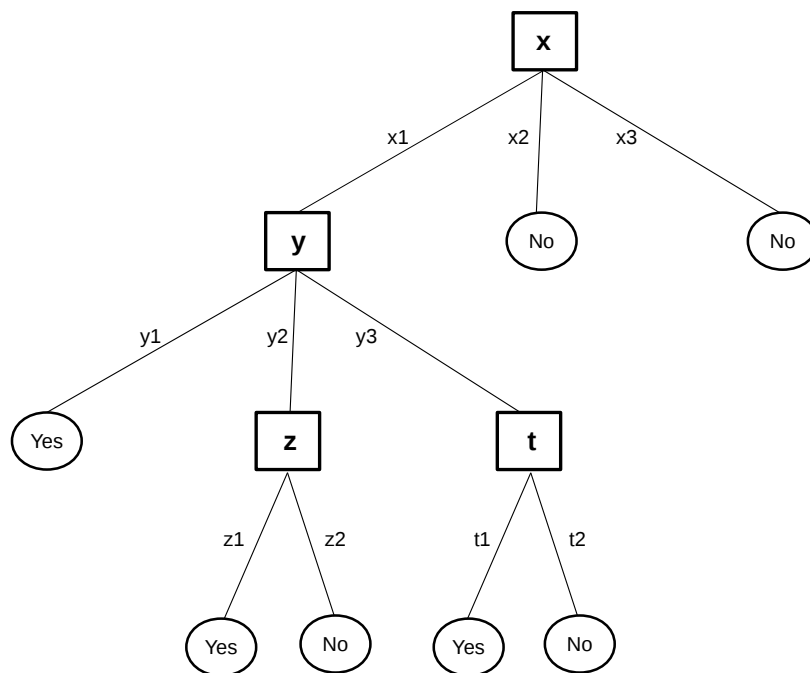 x
x1 x2 x3
y No No
y1 y2 y3
Yes z t
z1 z2 t1 t2
Yes No Yes No